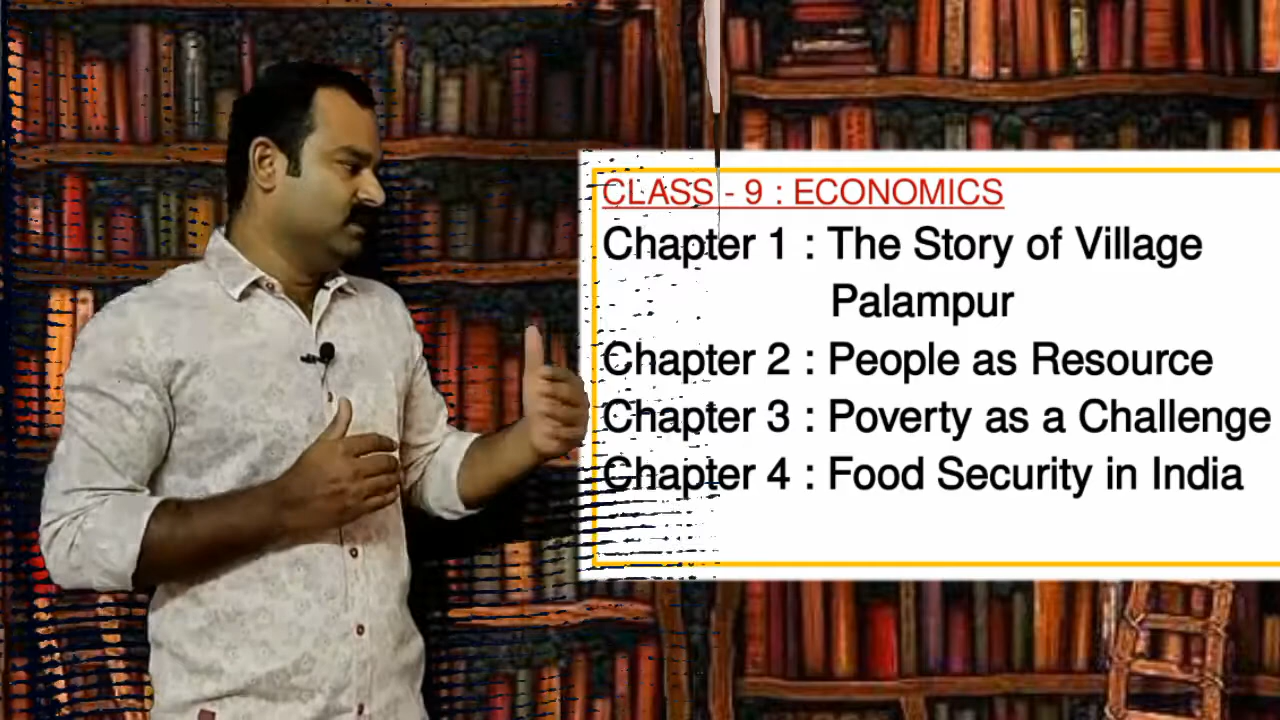 CLASS - 9 : ECONOMICS
Chapter 1 : The Story of Village
Palampur
Chapter 2 : People as Resource
Chapter 3 : Poverty as a Challenge
Chapter 4 : Food Security in India